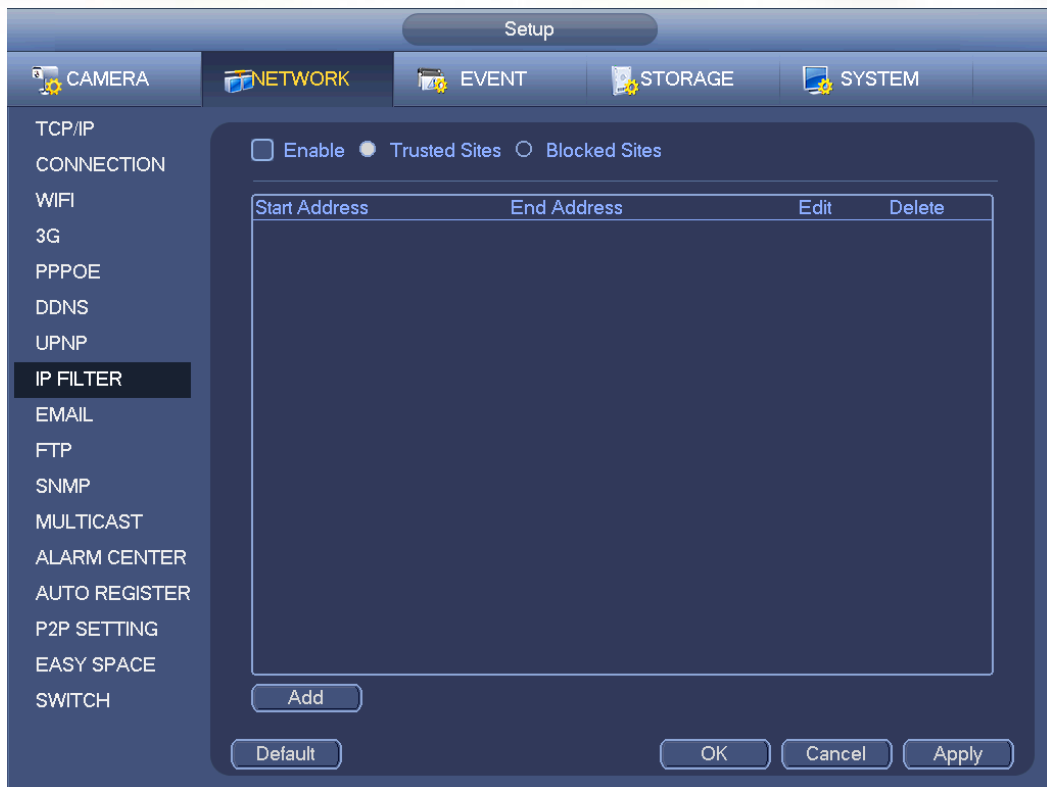 Setup
CAMERA NETWORK EVENT STORAGE SYSTEM
TCP/IP
CONNECTION
WIFI
3G
PPPOE
DDNS
UPNP
IP FILTER
EMAIL
FTP
SNMP
MULTICAST
ALARM CENTER
AUTO REGISTER
P2P SETTING
EASY SPACE
SWITCH
Enable Trusted Sites Blocked Sites
Start Address End Address Edit Delete
Add
Default OK Cancel Apply